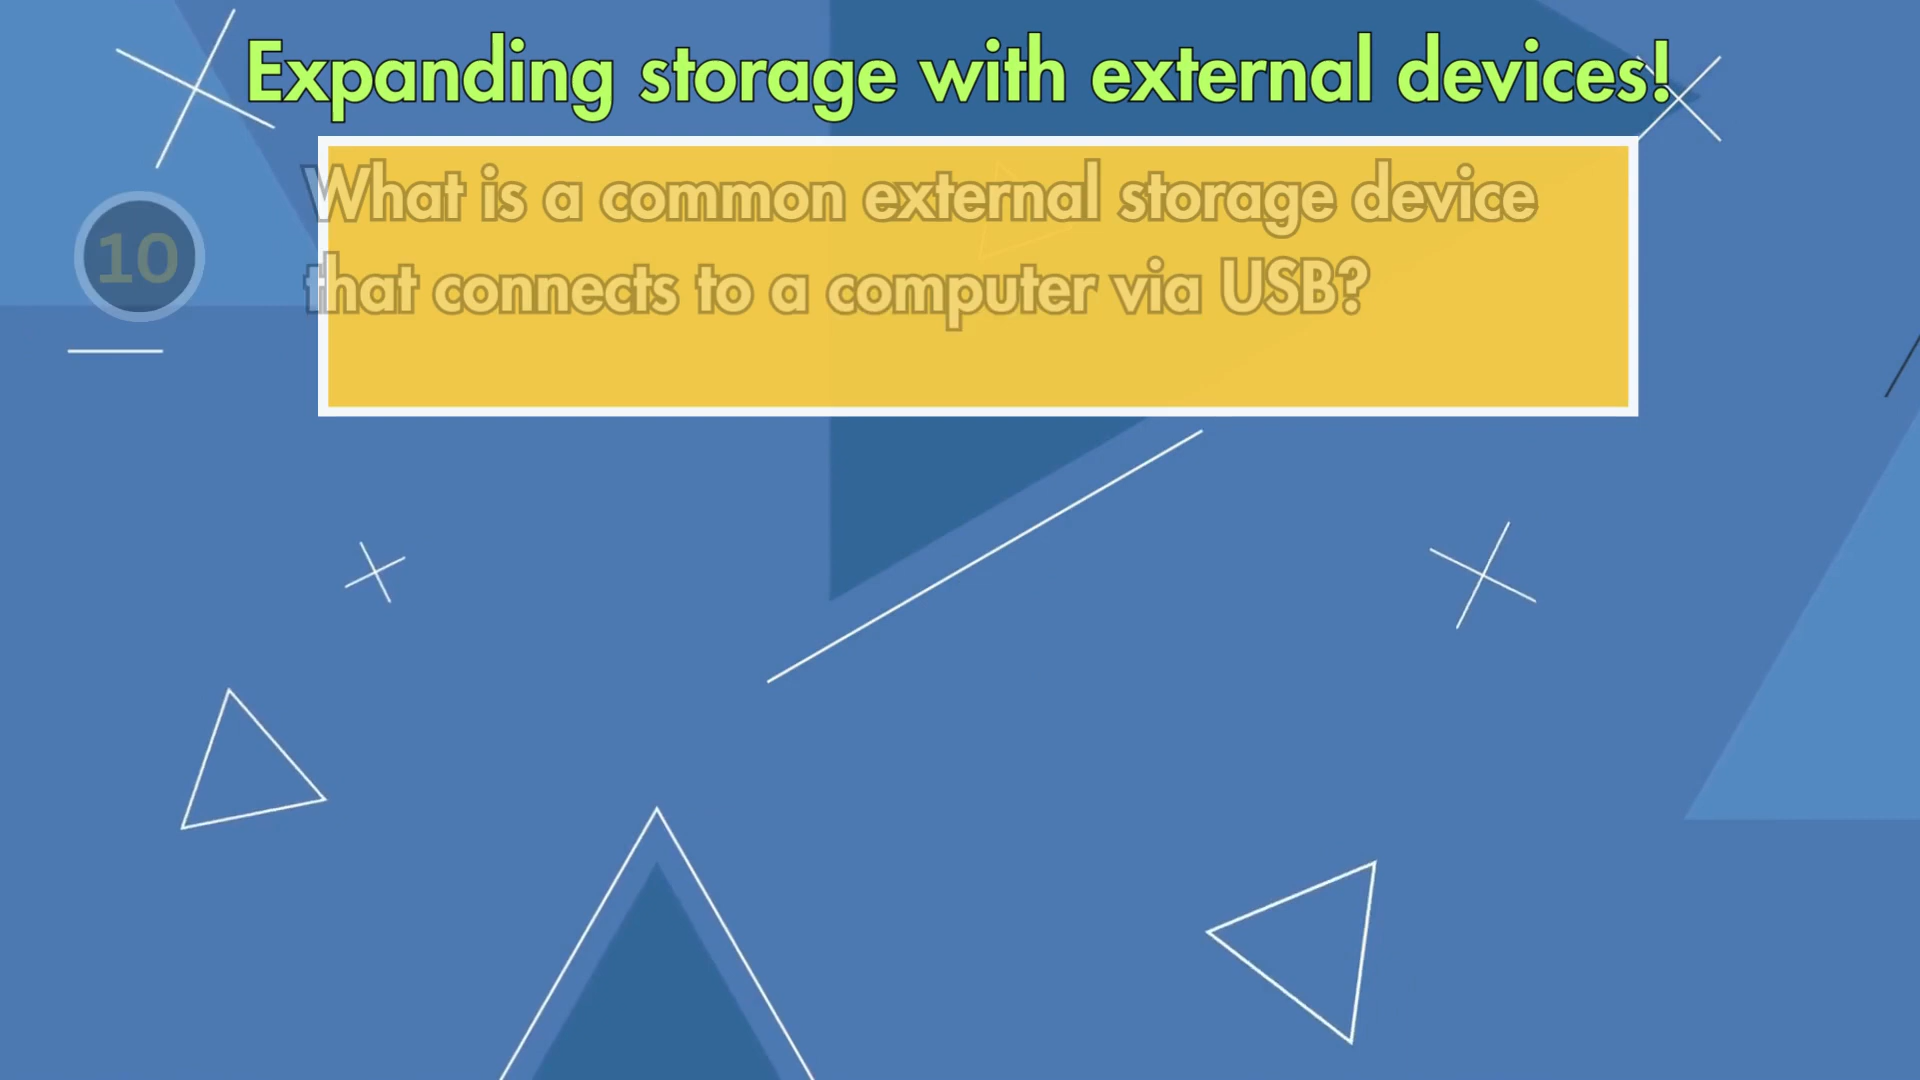 Expanding storage with external devices!
What is a common external storage device
10
that connects to a computer via USB?